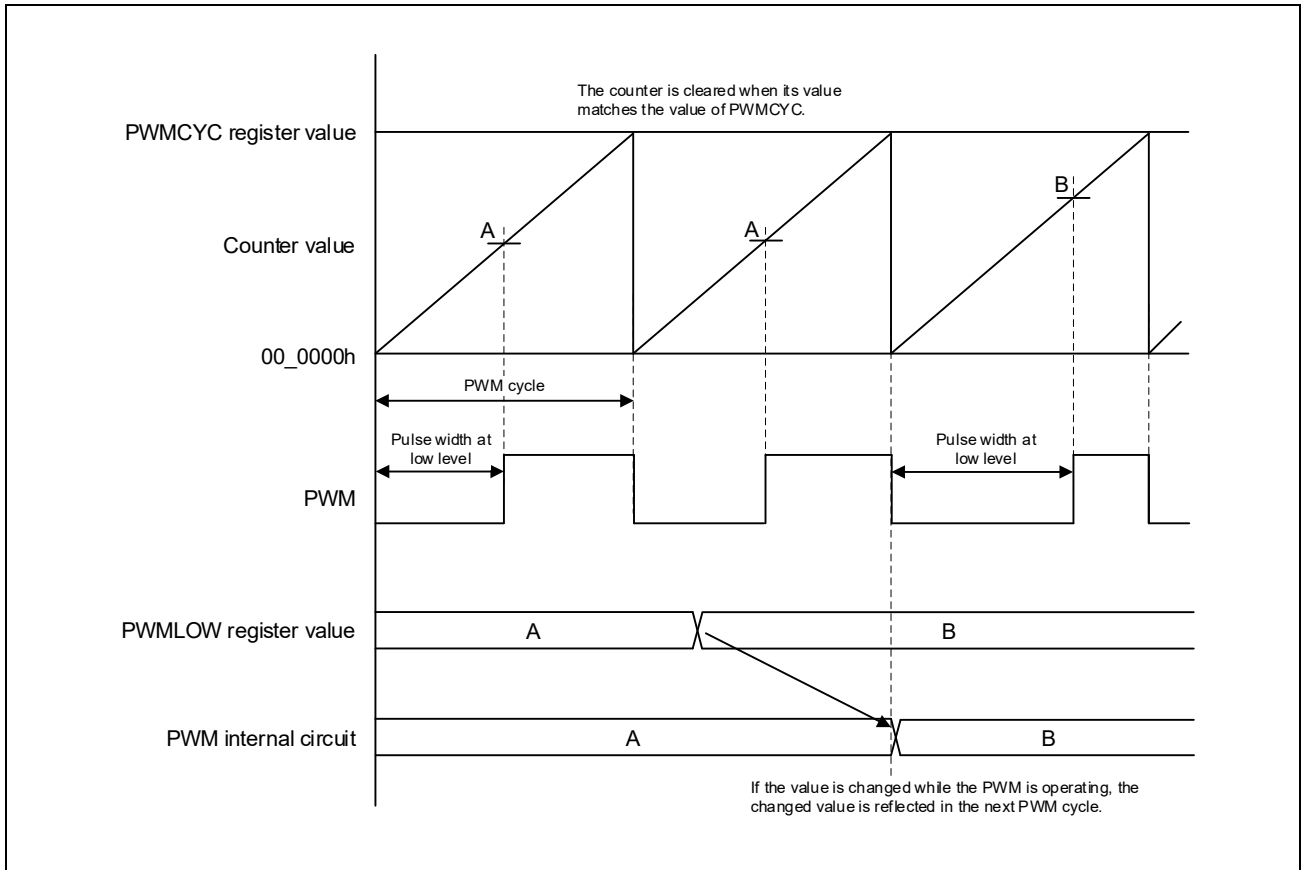 The counter is cleared when its value
matches the value of PWMCYC.
PWMCYC register value
B
A
A
Counter value
00_0000h
PWM cycle
Pulse width at
low level
Pulse width at
low level
PWM
PWMLOW register value
A
B
PWM internal circuit
A
B
If the value is changed while the PWM is operating, the
changed value is reflected in the next PWM cycle.